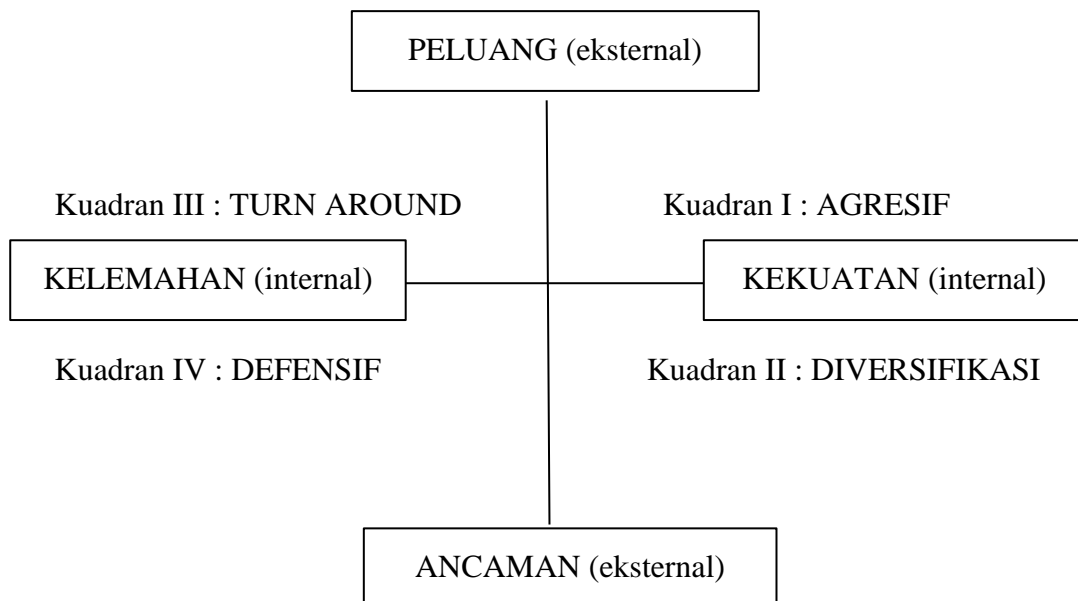 PELUANG (eksternal)
Kuadran III : TURN AROUND
Kuadran I : AGRESIF
KELEMAHAN (internal)
KEKUATAN (internal)
Kuadran IV : DEFENSIF
Kuadran II : DIVERSIFIKASI
ANCAMAN (eksternal)